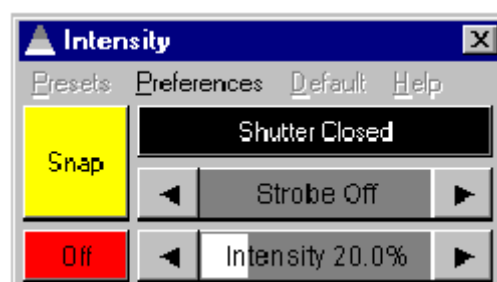 Intensity
Presets Preferences Default Help
Snap
Shutter Closed
Strobe Off
Off
Intensity 20.0%